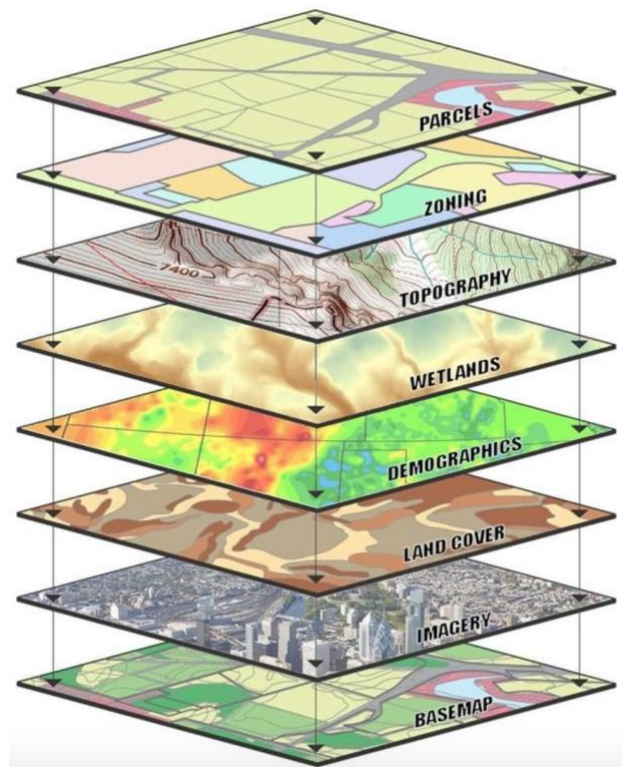 PARCELS
ZONING
7400
TOPOGRAPHY
WETLANDS
DEMOGRAPHICS
LAND COVER
IMAGERY
BASEMAP